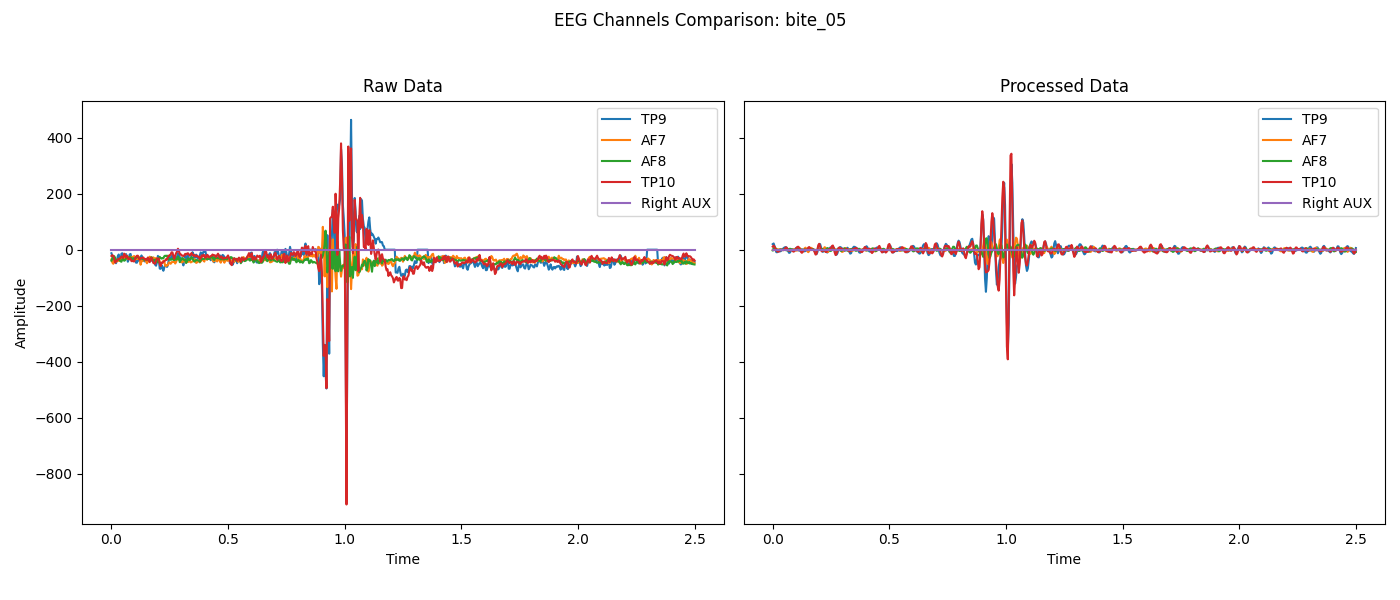 EEG Channels Comparison: bite_05
Raw Data
Processed Data
Amplitude
400
200
0
−200
−400
−600
−800
TP9
AF7
AF8
TP10
Right AUX
TP9
AF7
AF8
TP10
Right AUX
0.0 0.5 1.0 1.5 2.0 2.5
0.0 0.5 1.0 1.5 2.0 2.5
Time
Time